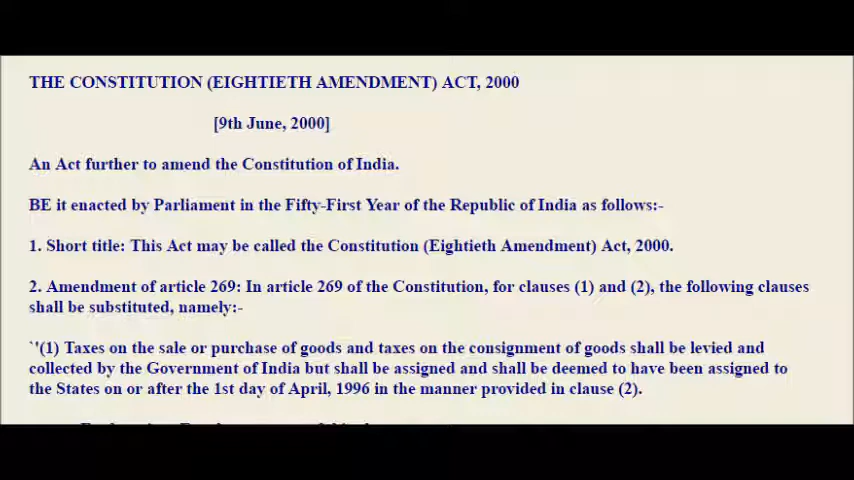 THE CONSTITUTION (EIGHTIETH AMENDMENT) ACT, 2000
[9th June, 2000]
An Act further to amend the Constitution of India.
BE it enacted by Parliament in the Fifty-First Year of the Republic of India as follows:-
1. Short title: This Act may be called the Constitution (Eightieth Amendment) Act, 2000.
2. Amendment of article 269: In article 269 of the Constitution, for clauses (1) and (2), the following clauses
shall be substituted, namely:-
`'(1) Taxes on the sale or purchase of goods and taxes on the consignment of goods shall be levied and
collected by the Government of India but shall be assigned and shall be deemed to have been assigned to
the States on or after the 1st day of April, 1996 in the manner provided in clause (2).